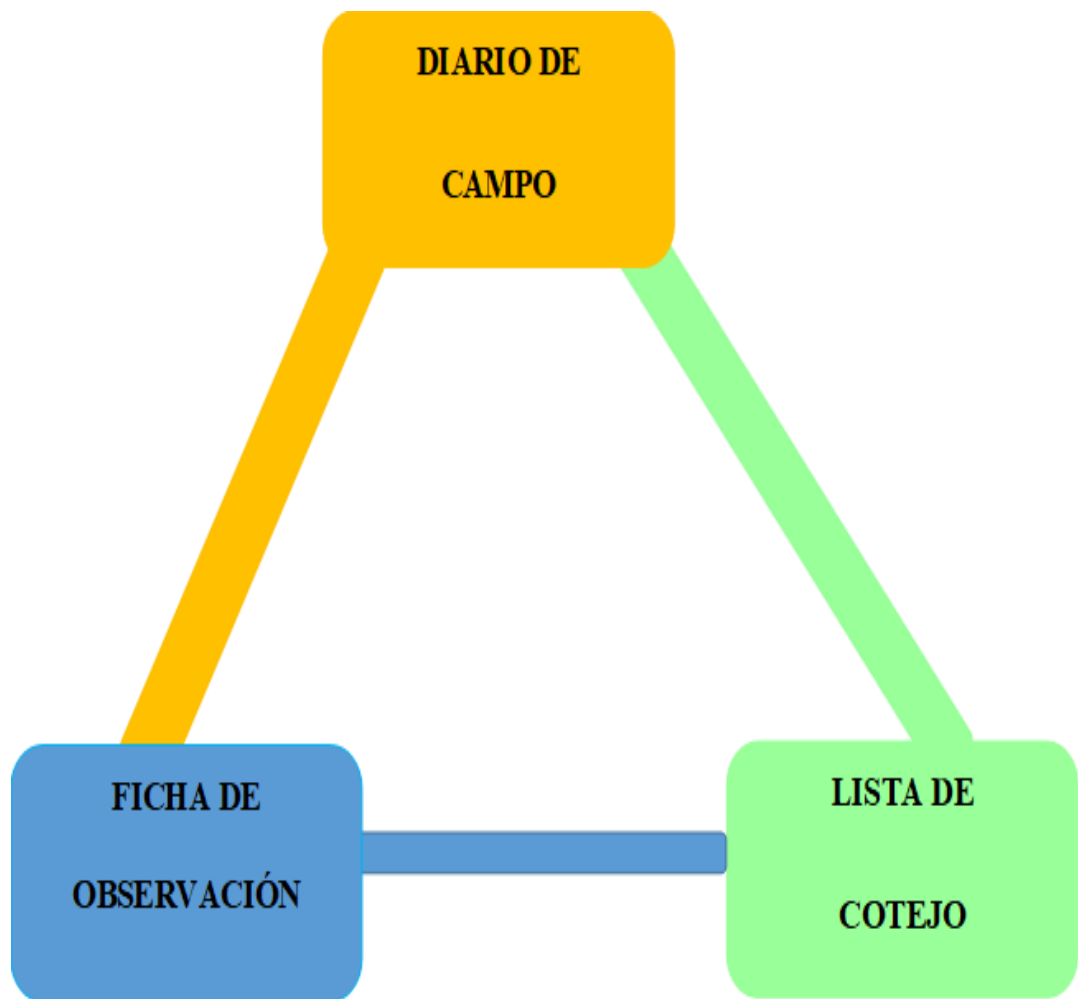 DIARIO DE
CAMPO
FICHA DE
OBSERVACIÓN
LISTA DE
COTEJO